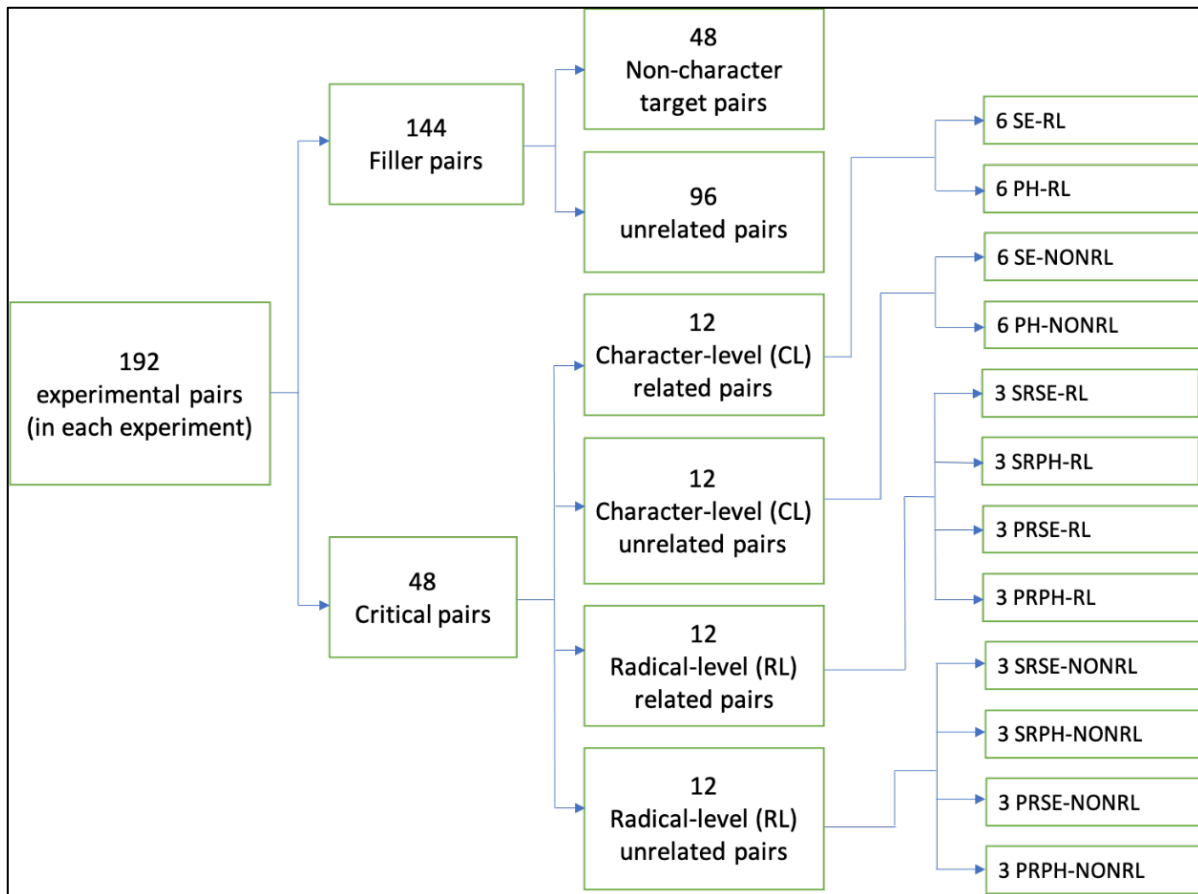 192
experimental pairs
(in each experiment)
144
Filler pairs
48
Critical pairs
48
Non-character
target pairs
96
unrelated pairs
12
Character-level (CL)
related pairs
12
Character-level (CL)
unrelated pairs
12
Radical-level (RL)
related pairs
12
Radical-level (RL)
unrelated pairs
6 SE-RL
6 PH-RL
6 SE-NONRL
6 PH-NONRL
3 SRSE-RL
3 SRPH-RL
3 PRSE-RL
3 PRPH-RL
3 SRSE-NONRL
3 SRPH-NONRL
3 PRSE-NONRL
3 PRPH-NONRL